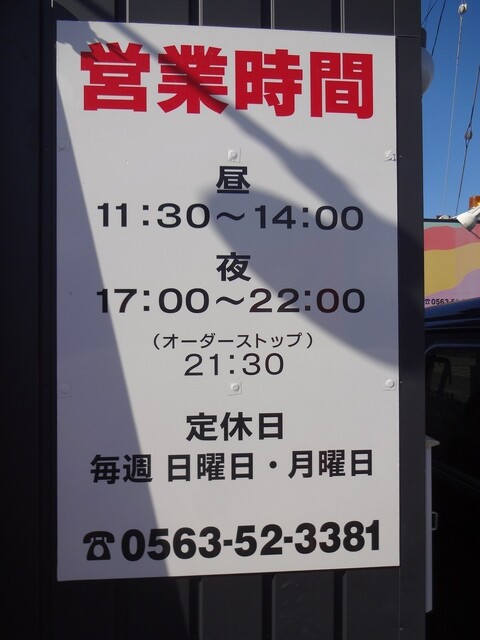 営業時間
昼
11:30～14:00
夜
17:00～22:00
(オーダーストップ)
21:30
定休日
毎週 日曜日・月曜日
☎0563-52-3381